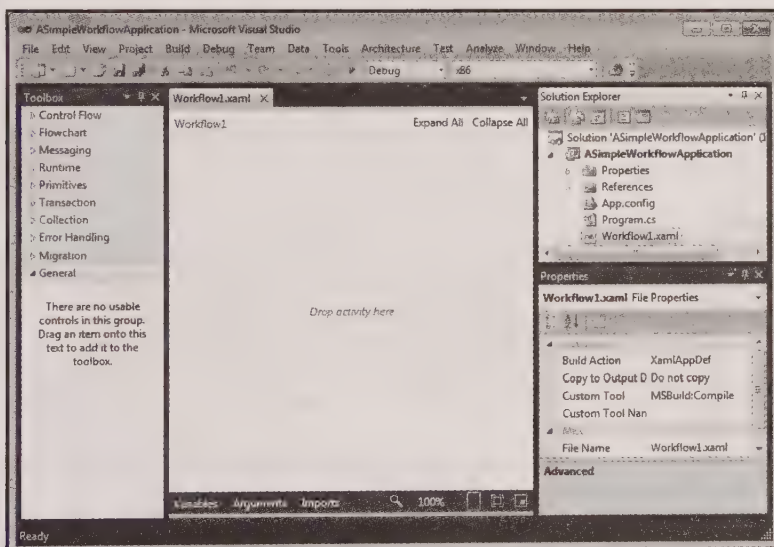 ASimpleWorkflowApplication - Microsoft Visual Studio
File Edit View Project Build Debug Team Data Tools Architecture Test Analyze Window Help
Debug x86
Toolbox
Control Flow
Flowchart
Messaging
Runtime
Primitives
Transaction
Collection
Error Handling
Migration
General
There are no usable
controls in this group.
Drag an item onto this
text to add it to the
toolbox.
Workflow1.xaml
Workflow1 Expand All Collapse All
Drop activity here
Variables Arguments Imports 100%
Solution Explorer
Solution 'ASimpleWorkflowApplication' (1
ASimpleWorkflowApplication
Properties
References
App.config
Program.cs
Workflow1.xaml
Properties
Workflow1.xaml File Properties
Build Action XamlAppDef
Copy to Output D Do not copy
Custom Tool MSBuild:Compile
Custom Tool Nan
Misc
File Name Workflow1.xaml
Advanced
Ready